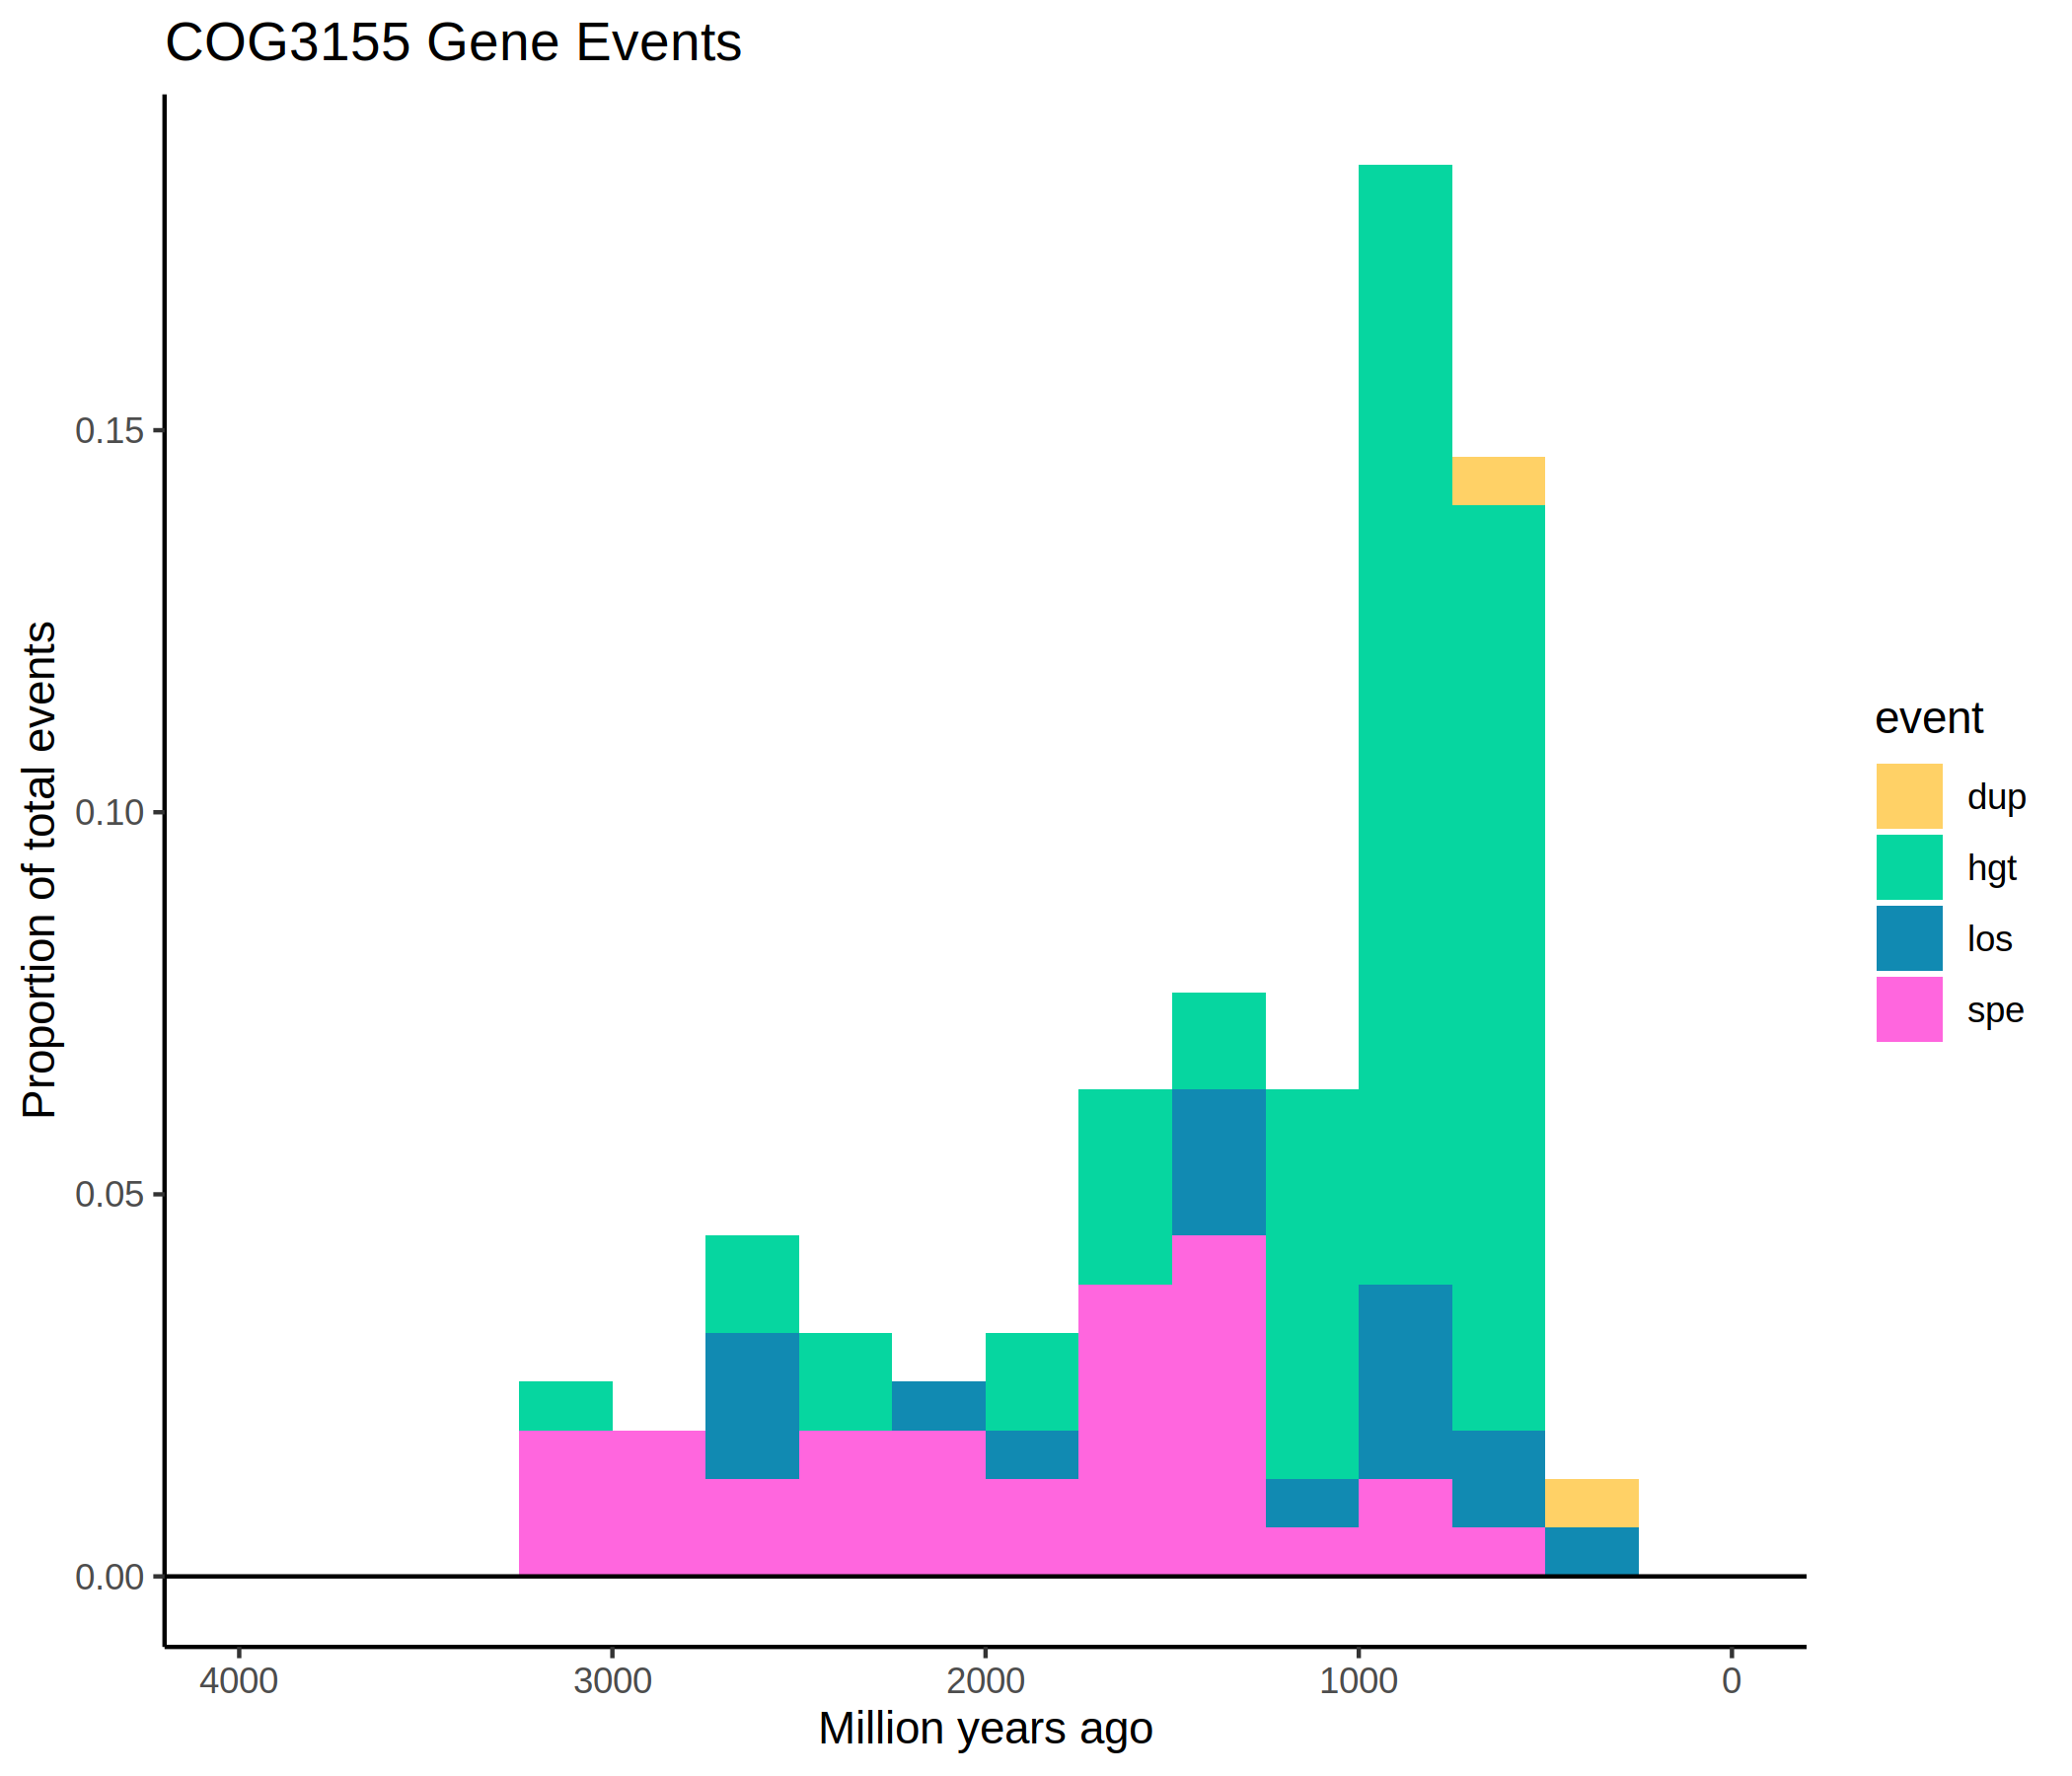 COG3155 Gene Events
Proportion of total events
0.15
0.10
0.05
0.00
4000 3000 2000 1000 0
Million years ago
event
dup
hgt
los
spe